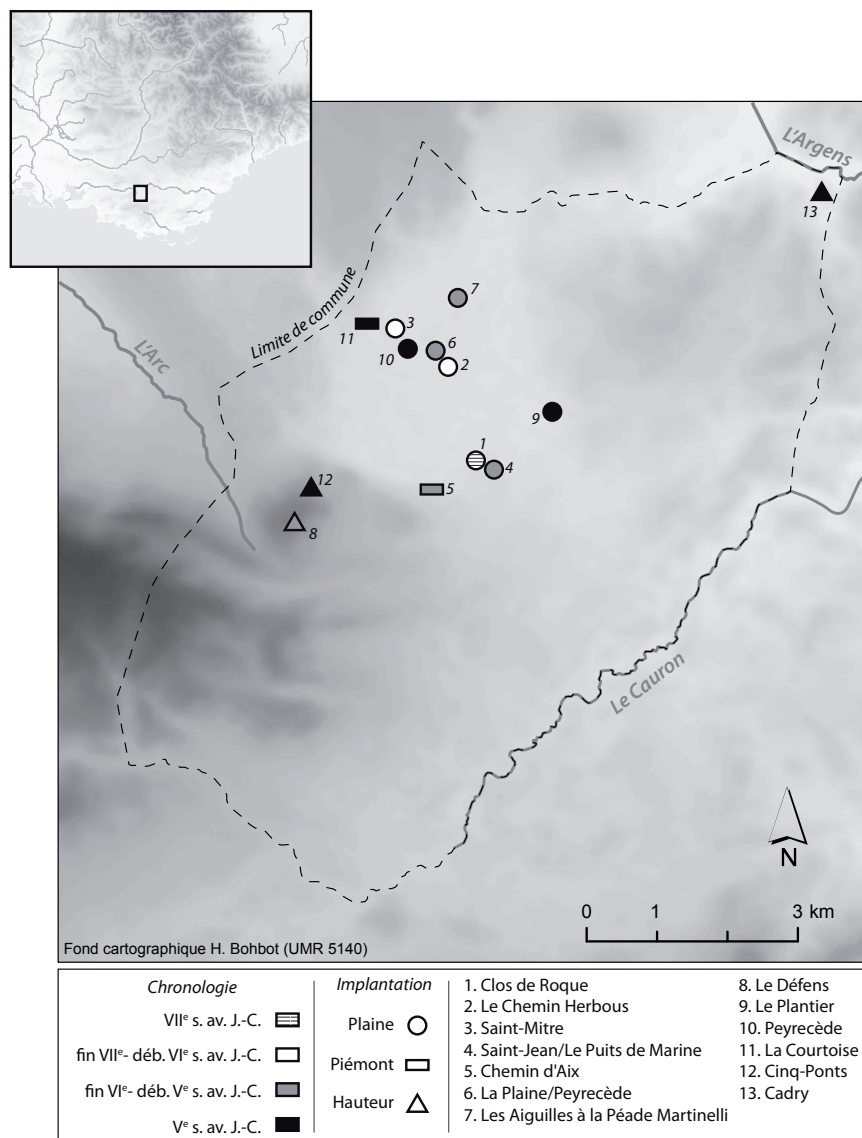 L'Argens
13
7
Limite de commune
3
11
10
6
2
L'Arc
9
1
4
12
5
8
Le Cauron
N
0 1 3 km
Fond cartographique H. Bohbot (UMR 5140)
Chronologie
VIIe s. av. J.-C.
fin VIIe- déb. VIe s. av. J.-C.
fin VIe- déb. Ve s. av. J.-C.
Ve s. av. J.-C.
Implantation
Plaine
Piémont
Hauteur
1. Clos de Roque
2. Le Chemin Herbous
3. Saint-Mitre
4. Saint-Jean/Le Puits de Marine
5. Chemin d'Aix
6. La Plaine/Peyrecède
7. Les Aiguilles à la Péade Martinelli
8. Le Défens
9. Le Plantier
10. Peyrecède
11. La Courtoise
12. Cinq-Ponts
13. Cadry